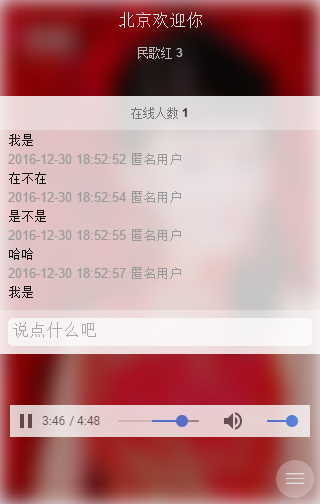 北京欢迎你
民歌红 3
在线人数 1
我是
2016-12-30 18:52:52 匿名用户
在不在
2016-12-30 18:52:54 匿名用户
是不是
2016-12-30 18:52:55 匿名用户
哈哈
2016-12-30 18:52:57 匿名用户
我是
说点什么吧
3:46 / 4:48